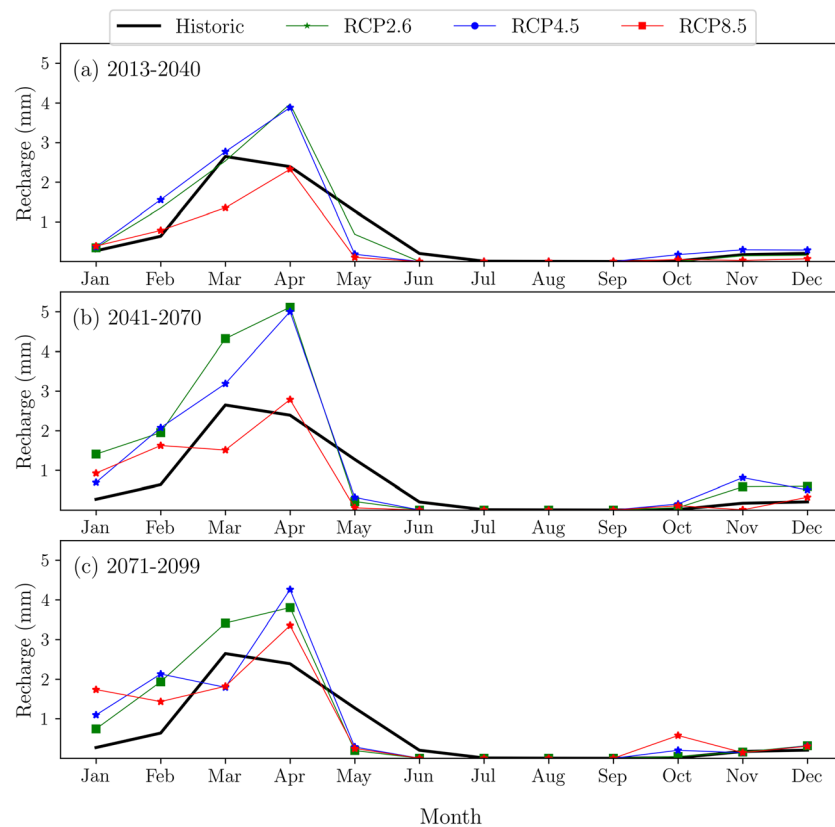 Historic RCP2.6 RCP4.5 RCP8.5
(a) 2013-2040
Recharge (mm)
5
4
3
2
1
Jan Feb Mar Apr May Jun Jul Aug Sep Oct Nov Dec
(b) 2041-2070
Recharge (mm)
5
4
3
2
1
Jan Feb Mar Apr May Jun Jul Aug Sep Oct Nov Dec
(c) 2071-2099
Recharge (mm)
5
4
3
2
1
Jan Feb Mar Apr May Jun Jul Aug Sep Oct Nov Dec
Month